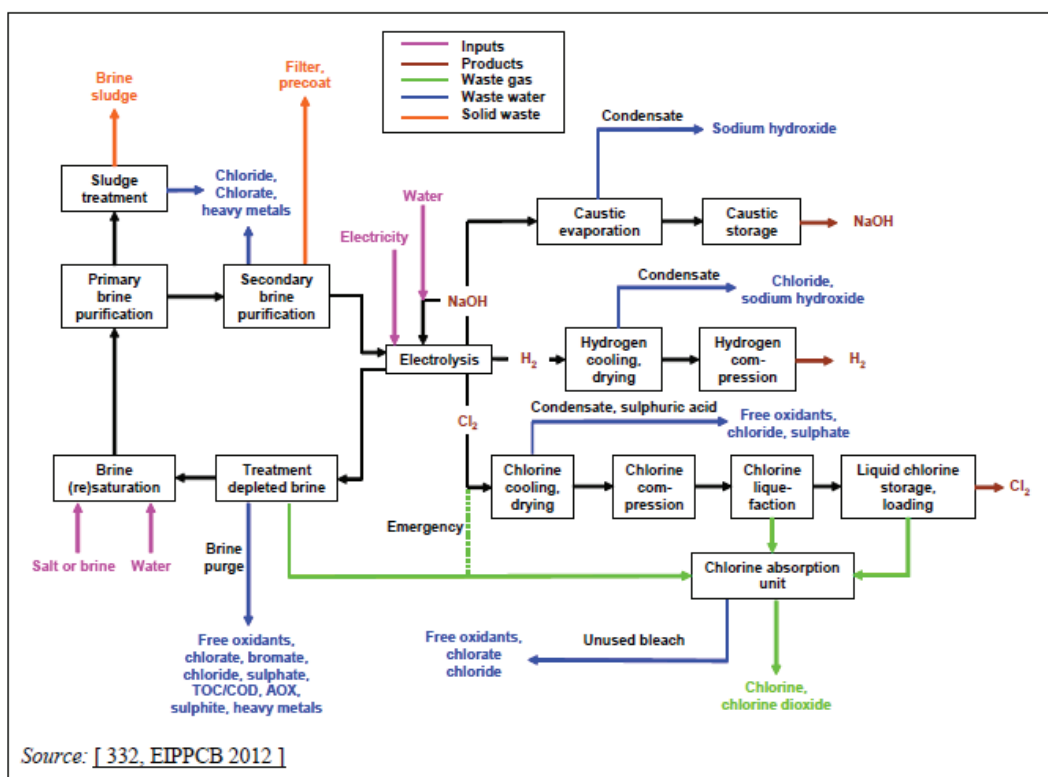 Inputs
Products
Waste gas
Waste water
Solid waste
Brine
sludge
Filter,
precoat
Sludge
treatment
Chloride,
Chlorate,
heavy metals
Primary
brine
purification
Secondary
brine
purification
Water
Electricity
NaOH
Electrolysis
H₂
Cl₂
Condensate
Sodium hydroxide
Caustic
evaporation
Caustic
storage
NaOH
Condensate
Chloride,
sodium hydroxide
Hydrogen
cooling,
drying
Hydrogen
com-
pression
H₂
Condensate, sulphuric acid
Free oxidants,
chloride, sulphate
Brine
(re)saturation
Treatment
depleted brine
Chlorine
cooling,
drying
Chlorine
com-
pression
Chlorine
lique-
faction
Liquid chlorine
storage,
loading
Cl₂
Emergency
Salt or brine
Water
Brine
purge
Chlorine absorption
unit
Free oxidants,
chlorate, bromate,
chloride, sulphate,
TOC/COD, AOX,
sulphite, heavy metals
Free oxidants,
chlorate
chloride
Unused bleach
Chlorine,
chlorine dioxide
Source: [ 332, EIPPCB 2012 ]